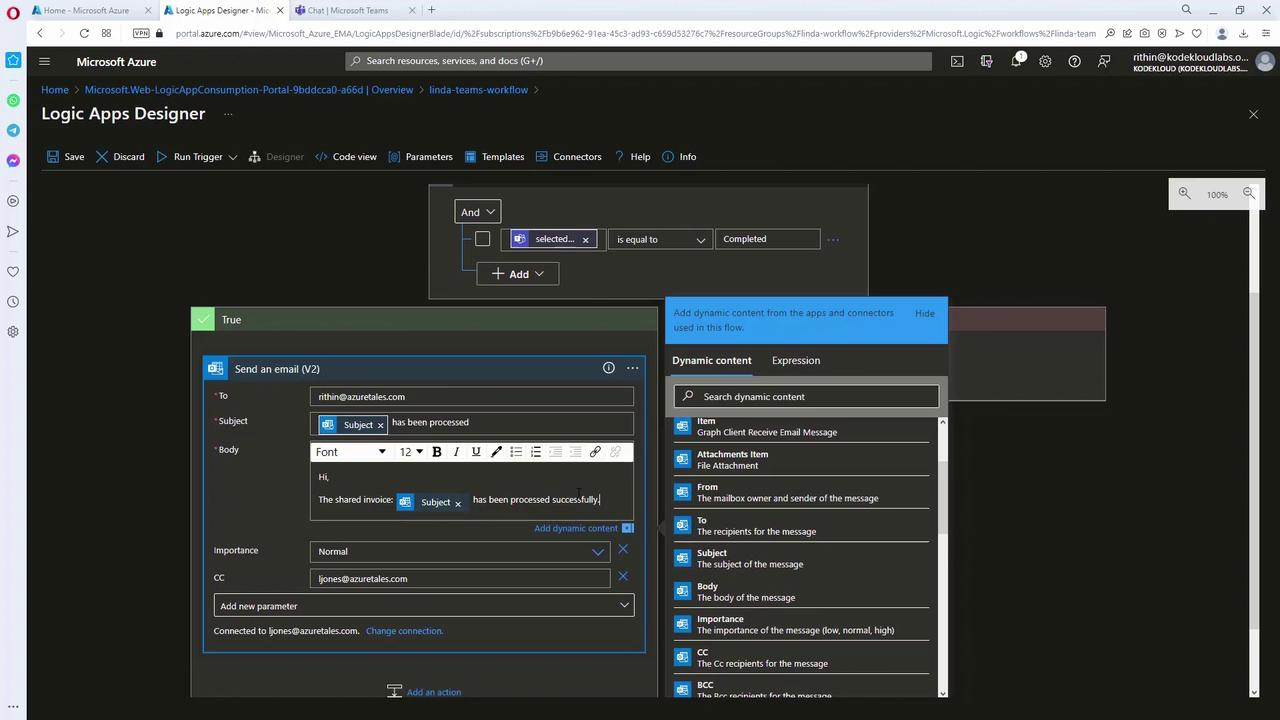 Home - Microsoft Azure
Logic Apps Designer - Mic
Chat | Microsoft Teams
VPN
portal.azure.com/#view/Microsoft_Azure_EMA/LogicAppsDesignerBlade/id/%2Fsubscriptions%2Fb9b6e962-91ea-45c3-ad93-c659d53276c7%2FresourceGroups%2Flinda-workflow%2Fproviders%2FMicrosoft.Logic%2Fworkflows%2Flinda-team
Microsoft Azure
Search resources, services, and docs (G+/)
1
rithin@kodekloudlabs.o...
KODEKLOUD (KODEKLOUDLABS.O...
Home > Microsoft.Web-LogicAppConsumption-Portal-9bddcca0-a66d | Overview > linda-teams-workflow >
Logic Apps Designer ...
Save
Discard
Run Trigger
Designer
Code view
Parameters
Templates
Connectors
Help
Info
100%
And
selected... x
is equal to
Completed
...
Add
True
Send an email (V2)
* To
rithin@azuretales.com
* Subject
Subject x has been processed
* Body
Font
12
B I U
Hi,
The shared invoice: Subject x has been processed successfully.
Add dynamic content
Importance
Normal
CC
ljones@azuretales.com
Add new parameter
Connected to ljones@azuretales.com. Change connection.
Add an action
Add dynamic content from the apps and connectors
used in this flow.
Hide
Dynamic content
Expression
Search dynamic content
Item
Graph Client Receive Email Message
Attachments Item
File Attachment
From
The mailbox owner and sender of the message
To
The recipients for the message
Subject
The subject of the message
Body
The body of the message
Importance
The importance of the message (low, normal, high)
CC
The Cc recipients for the message
BCC
The Bcc recipients for the message